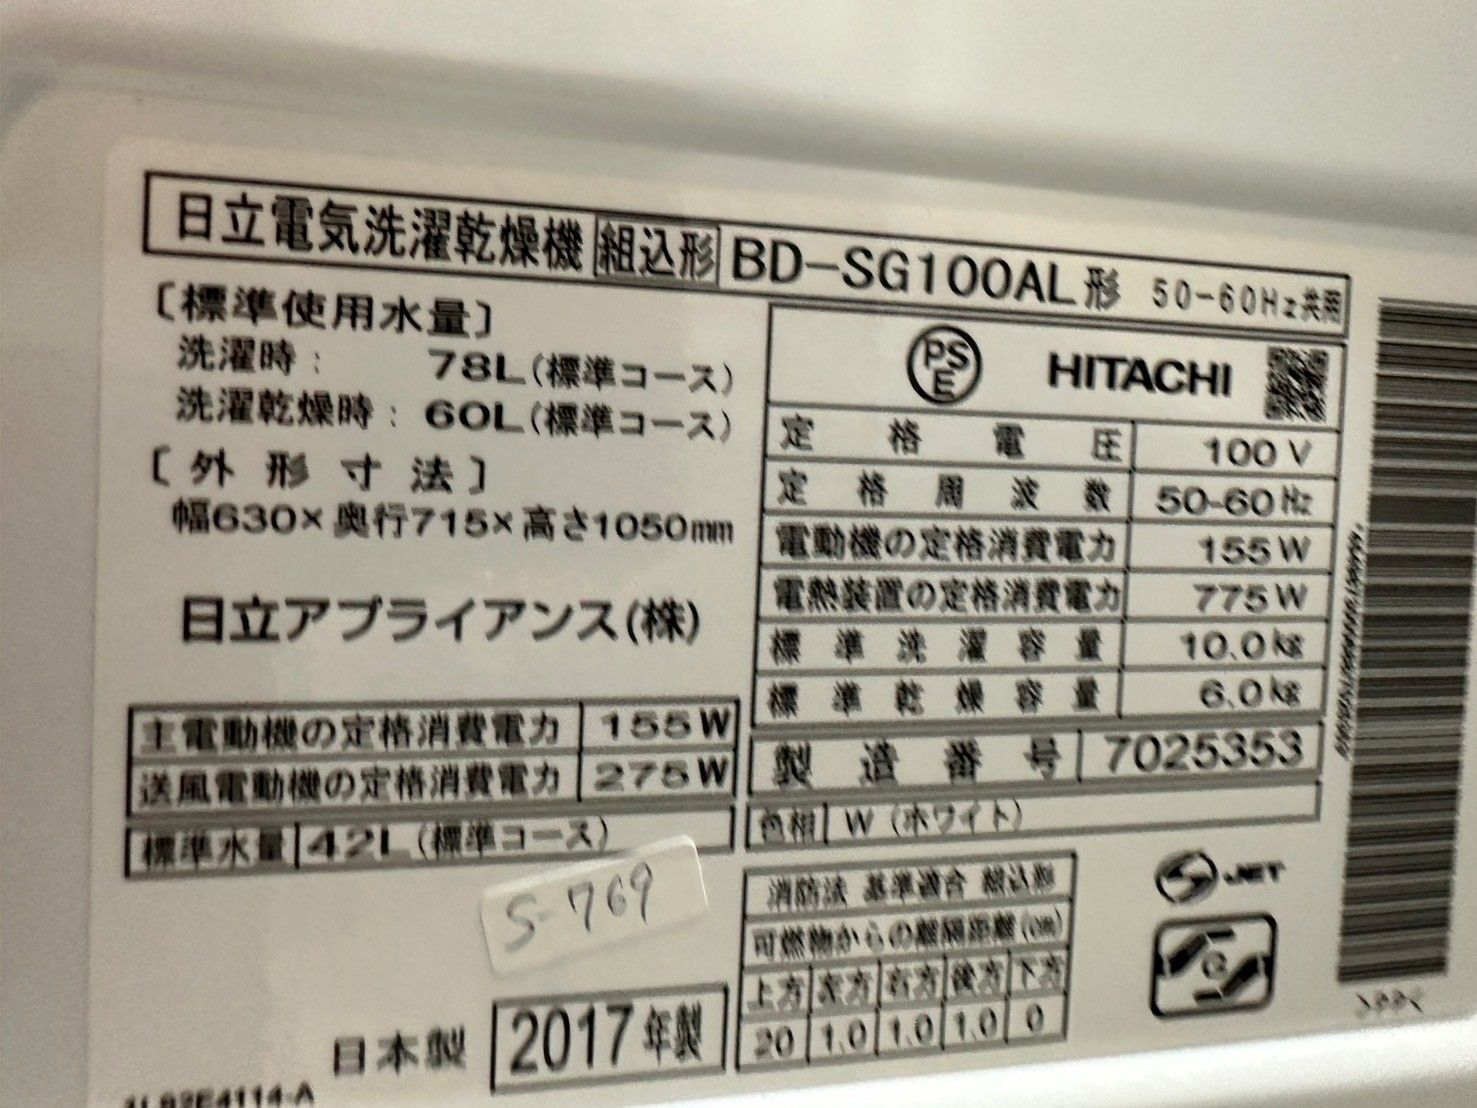 日立電気洗濯乾燥機 組込形 BD-SG100AL形 50-60Hz共用
〔標準使用水量〕
洗濯時: 78L(標準コース)
洗濯乾燥時: 60L(標準コース)
〔外形寸法〕
幅630×奥行715×高さ1050mm
日立アプライアンス(株)
主電動機の定格消費電力 155W
送風電動機の定格消費電力 275W
標準水量 42L(標準コース)
S-769
日本製 2017年製
PSE HITACHI
定格電圧 100V
定格周波数 50-60Hz
電動機の定格消費電力 155W
電熱装置の定格消費電力 775W
標準洗濯容量 10.0kg
標準乾燥容量 6.0kg
製造番号 7025353
色相 W(ホワイト)
消防法 基準適合 組込形
可燃物からの離隔距離(cm)
上方 左方 右方 後方 下方
20 1.0 1.0 1.0 0
JET
G